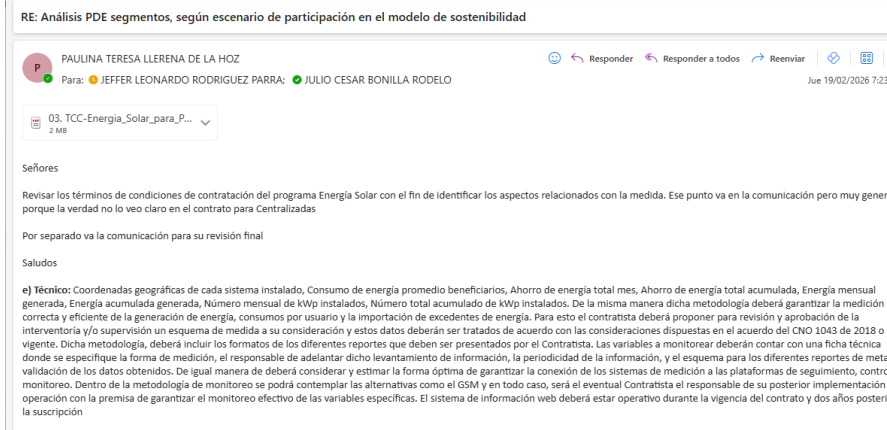 RE: Análisis PDE segmentos, según escenario de participación en el modelo de sostenibilidad
P
PAULINA TERESA LLERENA DE LA HOZ
Responder
Responder a todos
Reenviar
Para: JEFFER LEONARDO RODRIGUEZ PARRA; JULIO CESAR BONILLA RODELO
Jue 19/02/2026 7:23
03. TCC-Energia_Solar_para_P...
2 MB
Señores
Revisar los términos de condiciones de contratación del programa Energía Solar con el fin de identificar los aspectos relacionados con la medida. Ese punto va en la comunicación pero muy gener
porque la verdad no lo veo claro en el contrato para Centralizadas
Por separado va la comunicación para su revisión final
Saludos
e) Técnico: Coordenadas geográficas de cada sistema instalado, Consumo de energía promedio beneficiarios, Ahorro de energía total mes, Ahorro de energía total acumulada, Energía mensual
generada, Energía acumulada generada, Número mensual de kWp instalados, Número total acumulado de kWp instalados. De la misma manera dicha metodología deberá garantizar la medición
correcta y eficiente de la generación de energía, consumos por usuario y la importación de excedentes de energía. Para esto el contratista deberá proponer para revisión y aprobación de la
interventoría y/o supervisión un esquema de medida a su consideración y estos datos deberán ser tratados de acuerdo con las consideraciones dispuestas en el acuerdo del CNO 1043 de 2018 o
vigente. Dicha metodología, deberá incluir los formatos de los diferentes reportes que deben ser presentados por el Contratista. Las variables a monitorear deberán contar con una ficha técnica
donde se especifique la forma de medición, el responsable de adelantar dicho levantamiento de información, la periodicidad de la información, y el esquema para los diferentes reportes de meta
validación de los datos obtenidos. De igual manera de deberá considerar y estimar la forma óptima de garantizar la conexión de los sistemas de medición a las plataformas de seguimiento, contro
monitoreo. Dentro de la metodología de monitoreo se podrá contemplar las alternativas como el GSM y en todo caso, será el eventual Contratista el responsable de su posterior implementación
operación con la premisa de garantizar el monitoreo efectivo de las variables específicas. El sistema de información web deberá estar operativo durante la vigencia del contrato y dos años posteri
la suscripción